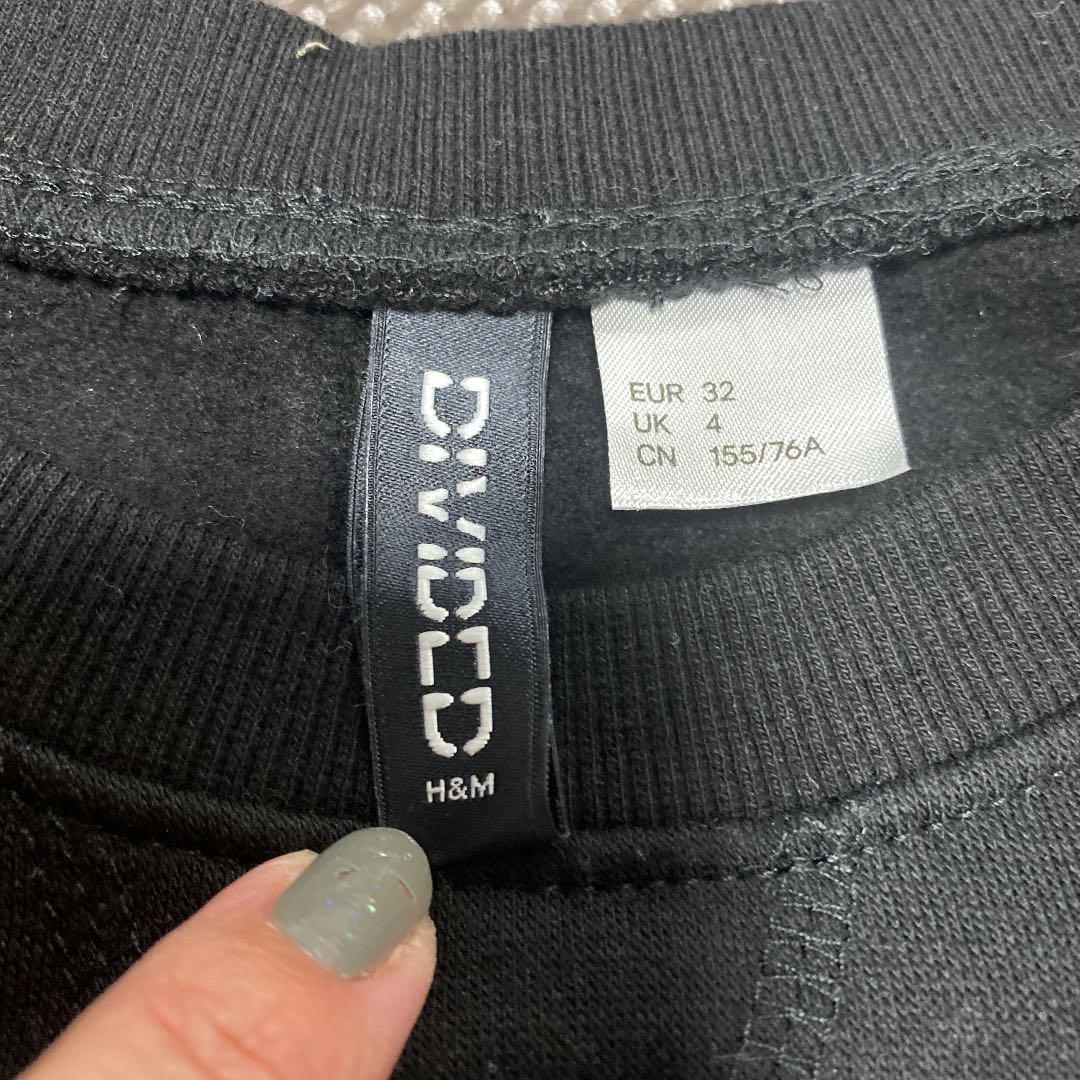 DIVIDED
H&M
EUR 32
UK 4
CN 155/76A